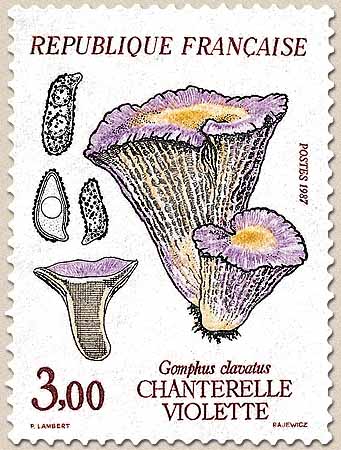 REPUBLIQUE FRANÇAISE
POSTES 1987
Gomphus clavatus
3,00
CHANTERELLE
VIOLETTE
P. LAMBERT
RAJEWICZ